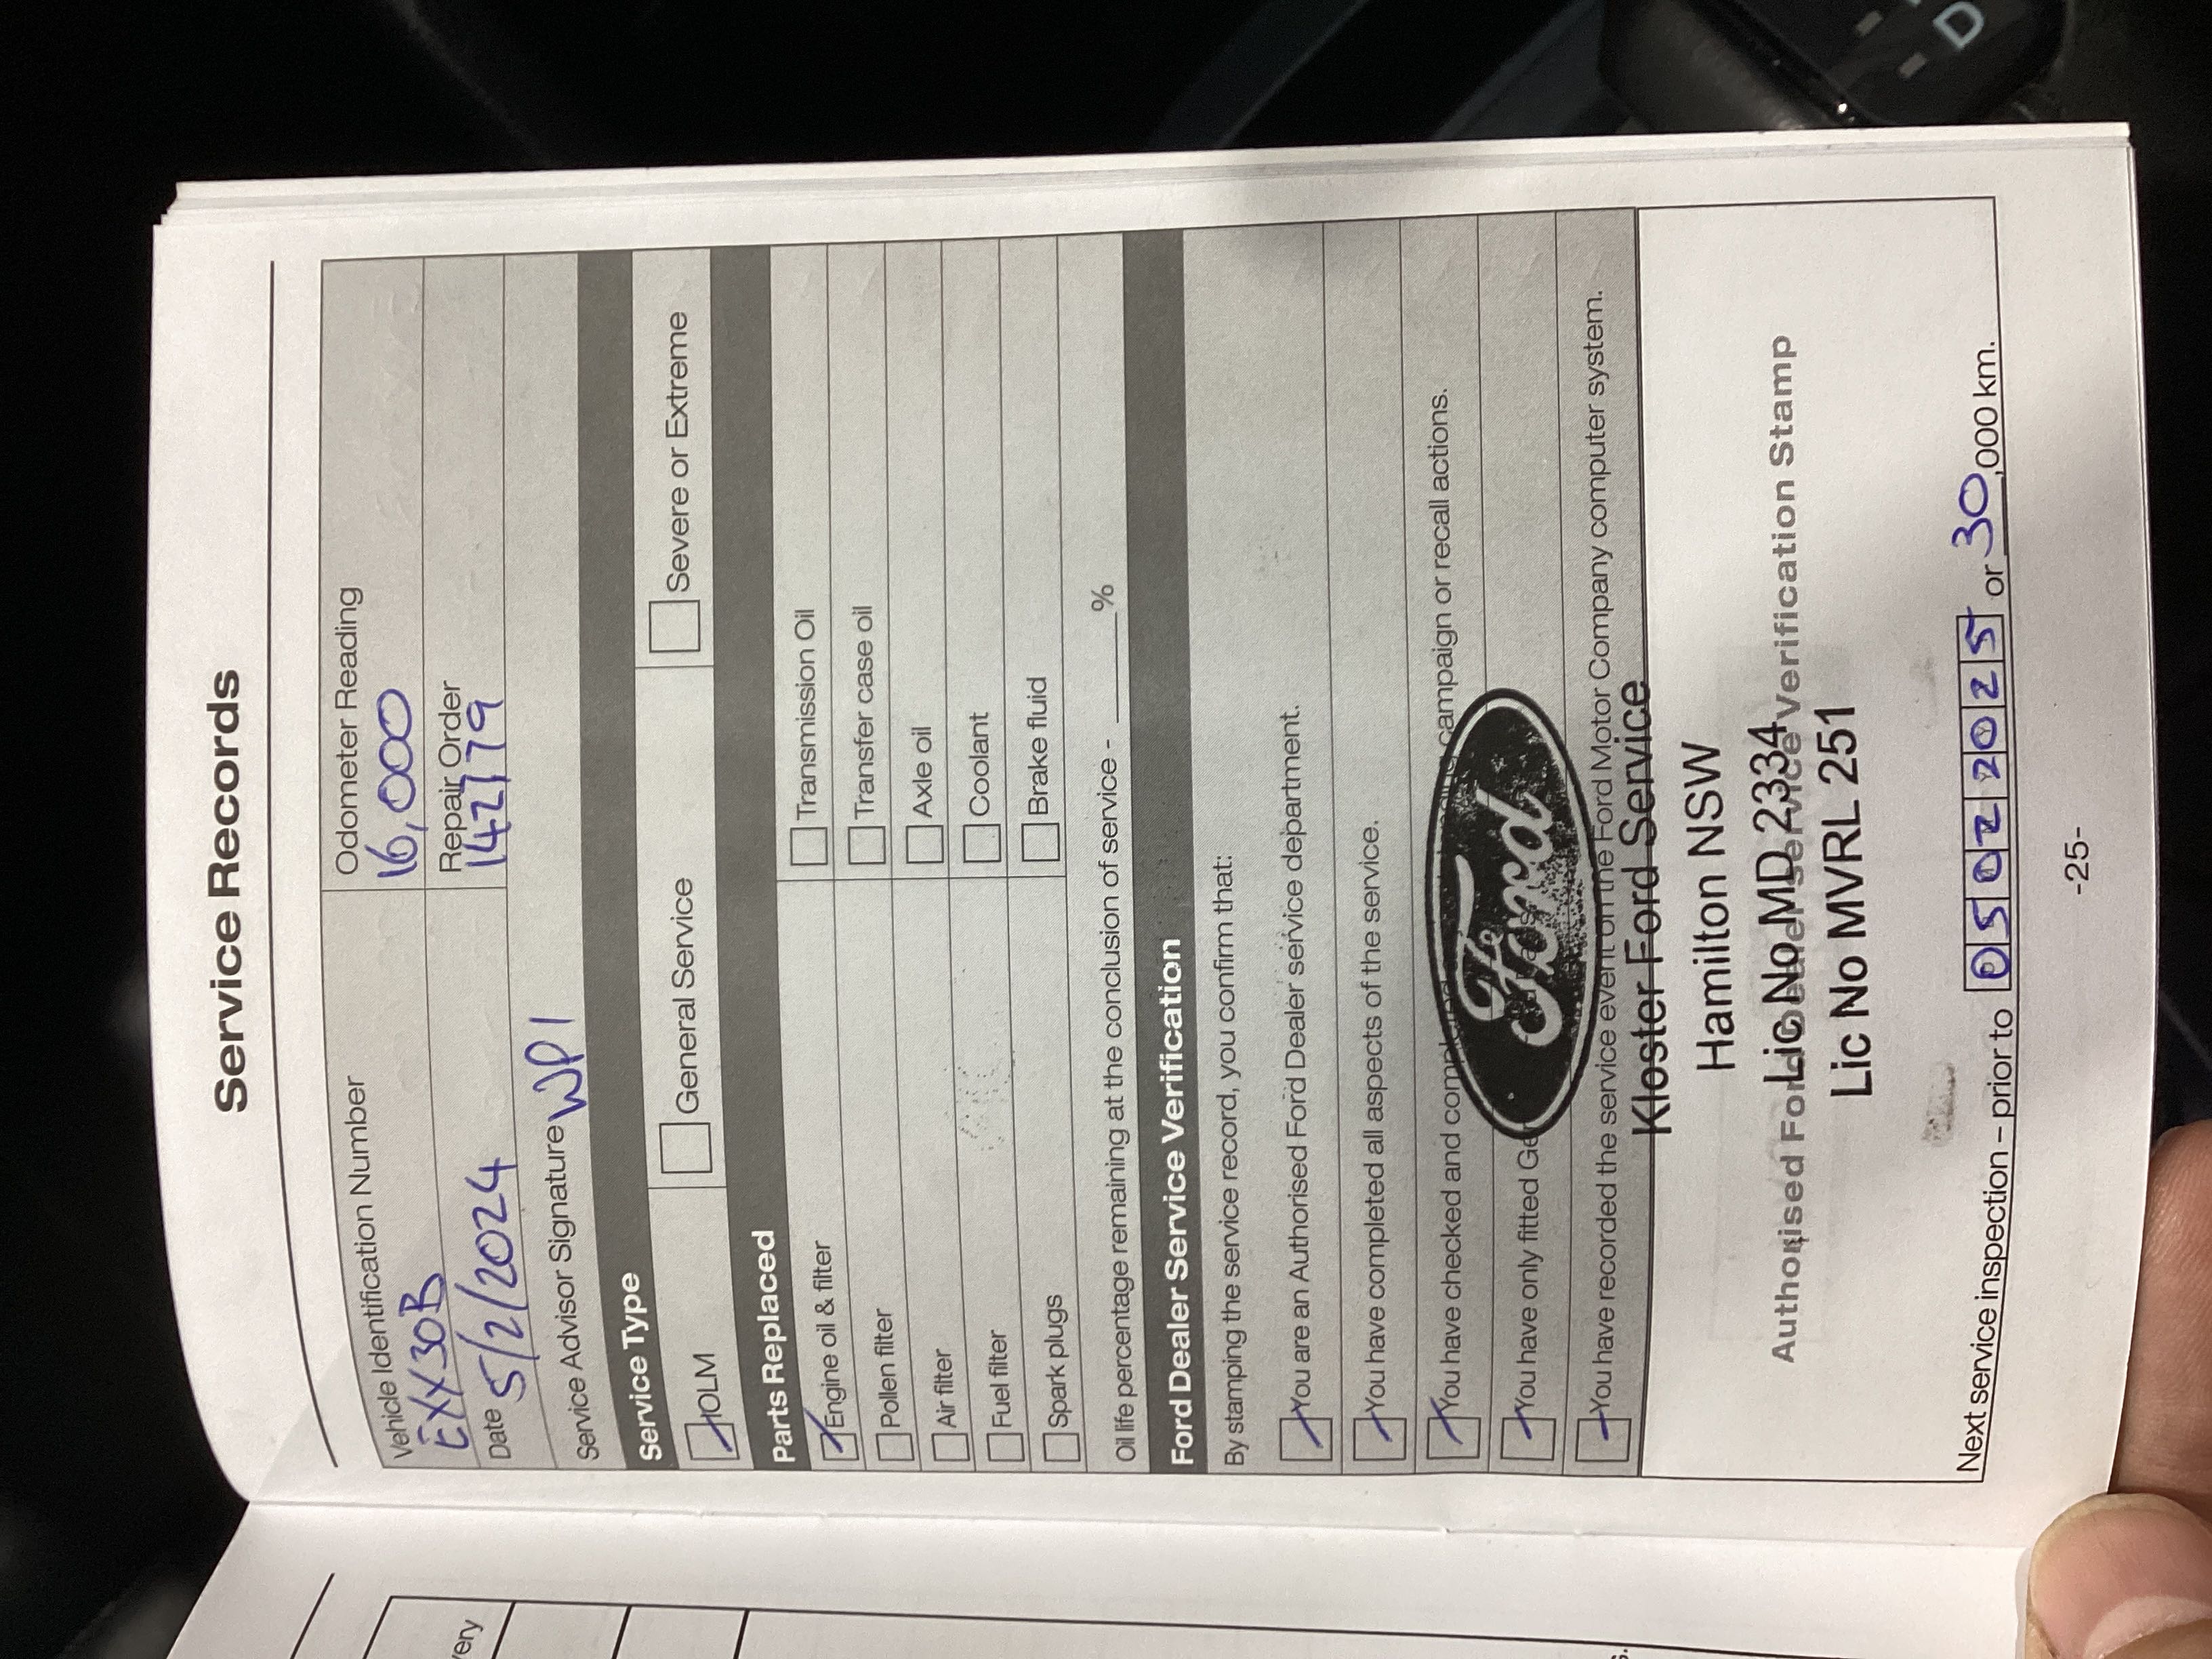 Service Records
Vehicle Identification Number
EXX30B
Odometer Reading
16,000
Date 5/2/2024
Repair Order
142179
Service Advisor Signature WP1
Service Type
IOLM
General Service
Severe or Extreme
Parts Replaced
Engine oil & filter
Transmission Oil
Pollen filter
Transfer case oil
Air filter
Axle oil
Fuel filter
Coolant
Spark plugs
Brake fluid
Oil life percentage remaining at the conclusion of service - %
Ford Dealer Service Verification
By stamping the service record, you confirm that:
You are an Authorised Ford Dealer service department.
You have completed all aspects of the service.
You have checked and campaign or recall actions.
You have only fitted
You have recorded the service event on the Ford Motor Company computer system.
Ford
Kloster Ford Service
Hamilton NSW
Lic No MD 2334
Authorised Ford Dealer Service Verification Stamp
Lic No MVRL 251
Next service inspection – prior to 05022025 or 30,000 km.
-25-
very
D